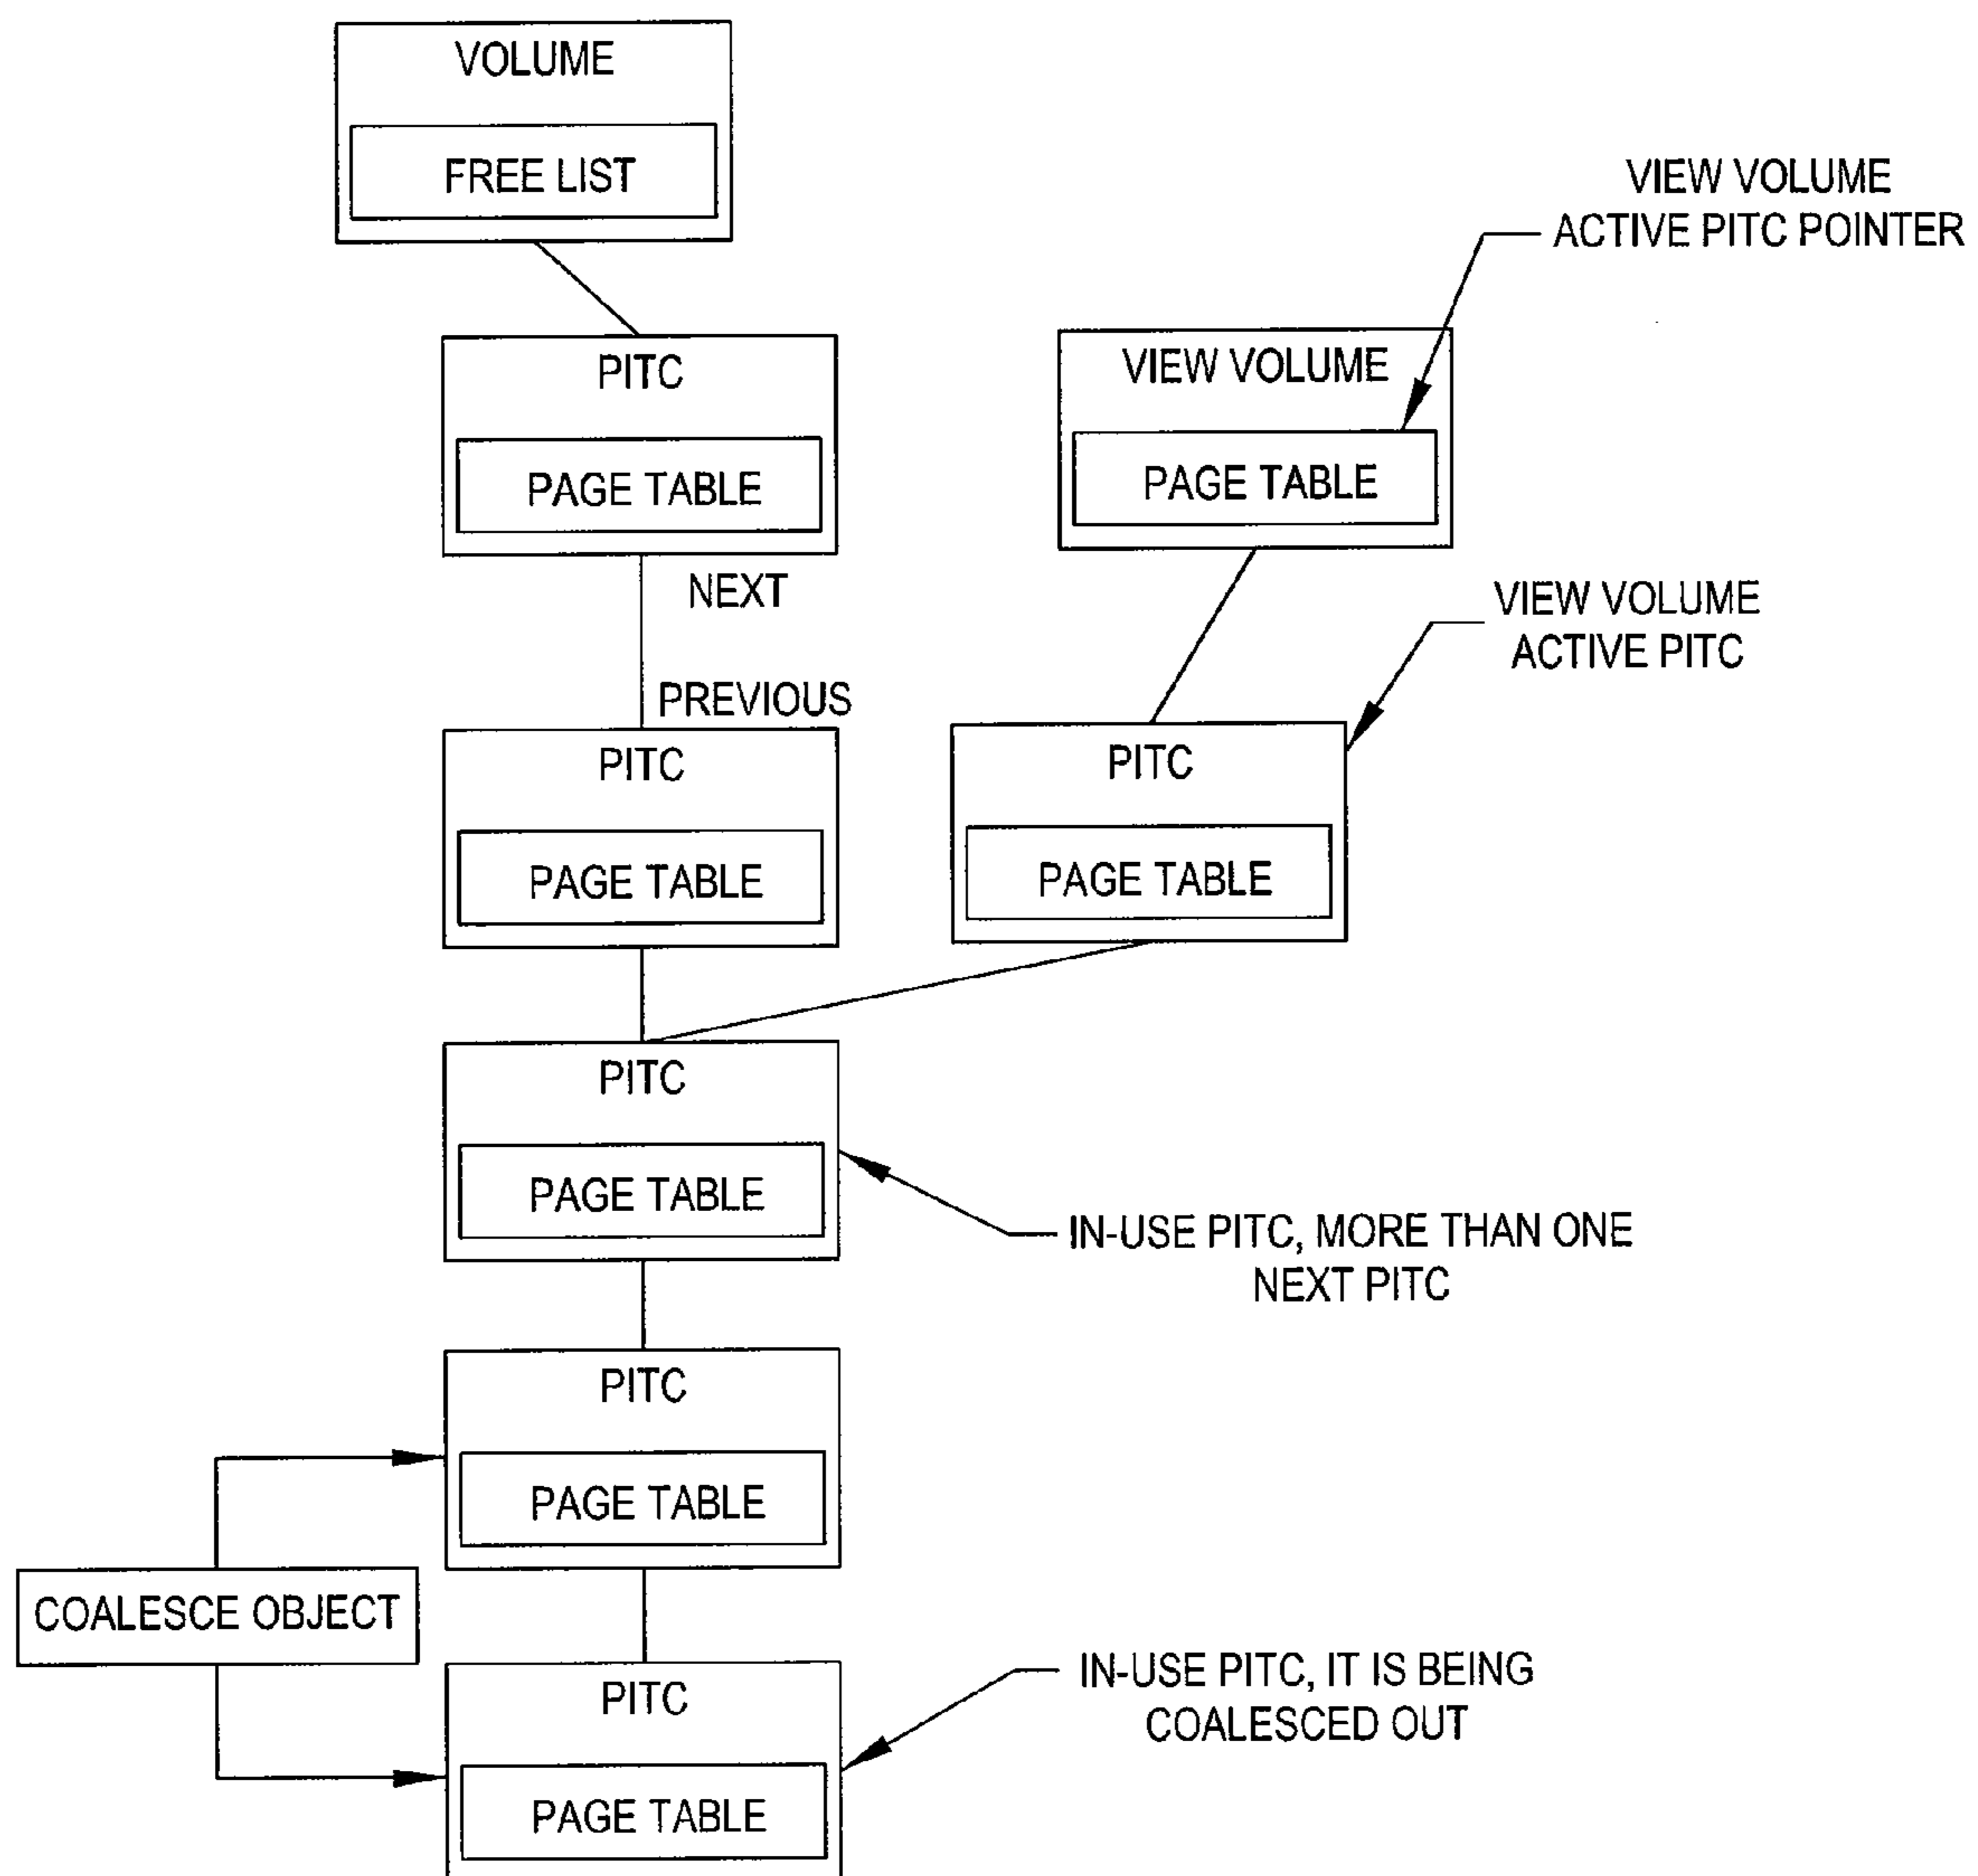 VOLUME
FREE LIST
VIEW VOLUME
ACTIVE PITC POINTER
PITC
PAGE TABLE
VIEW VOLUME
PAGE TABLE
NEXT
VIEW VOLUME
ACTIVE PITC
PREVIOUS
PITC
PAGE TABLE
PITC
PAGE TABLE
PITC
PAGE TABLE
IN-USE PITC, MORE THAN ONE
NEXT PITC
PITC
PAGE TABLE
COALESCE OBJECT
PITC
PAGE TABLE
IN-USE PITC, IT IS BEING
COALESCED OUT